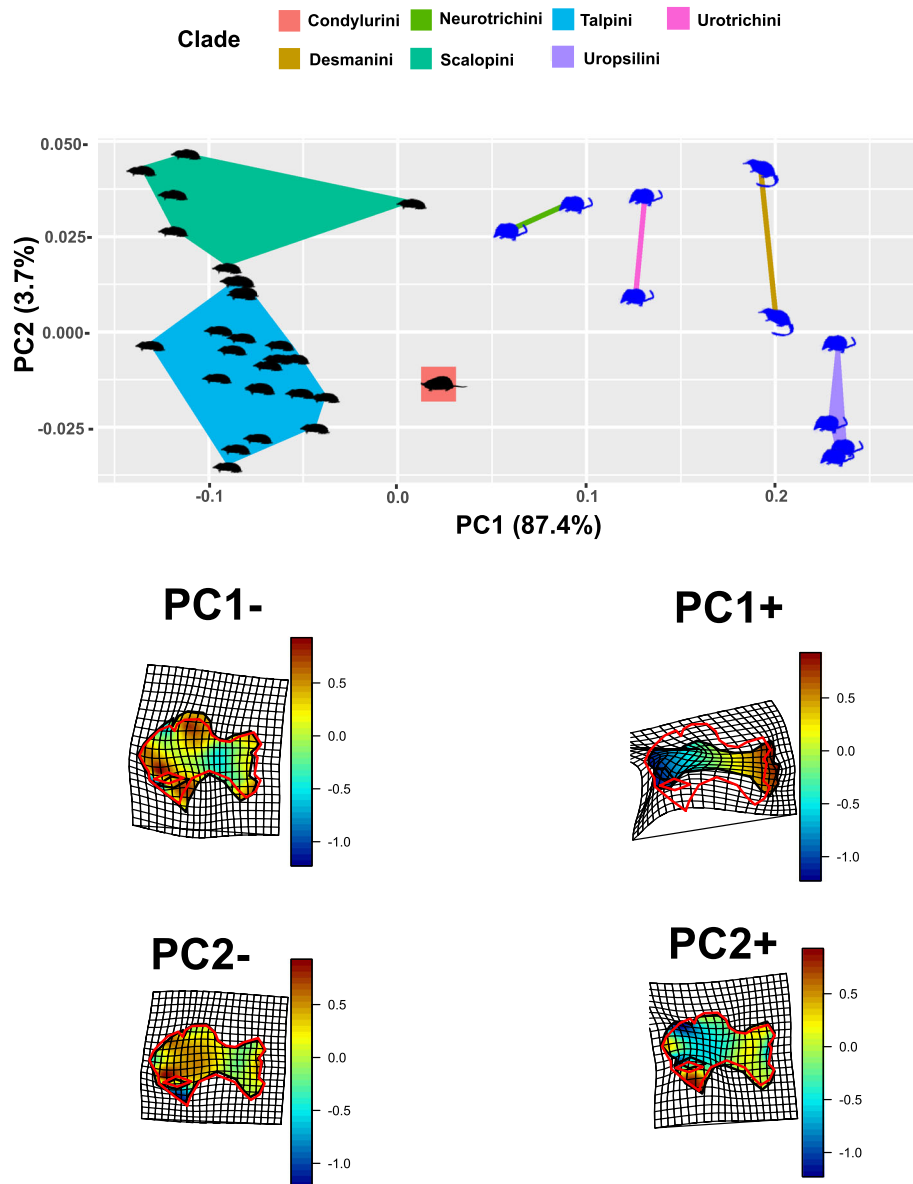 Clade
Condylurini Neurotrichini Talpini Urotrichini
Desmanini Scalopini Uropsilini
PC2 (3.7%)
0.050-
0.025-
0.000-
-0.025-
-0.1 0.0 0.1 0.2
PC1 (87.4%)
PC1- PC1+
0.5
0.0
-0.5
-1.0
0.5
0.0
-0.5
-1.0
PC2- PC2+
0.5
0.0
-0.5
-1.0
0.5
0.0
-0.5
-1.0